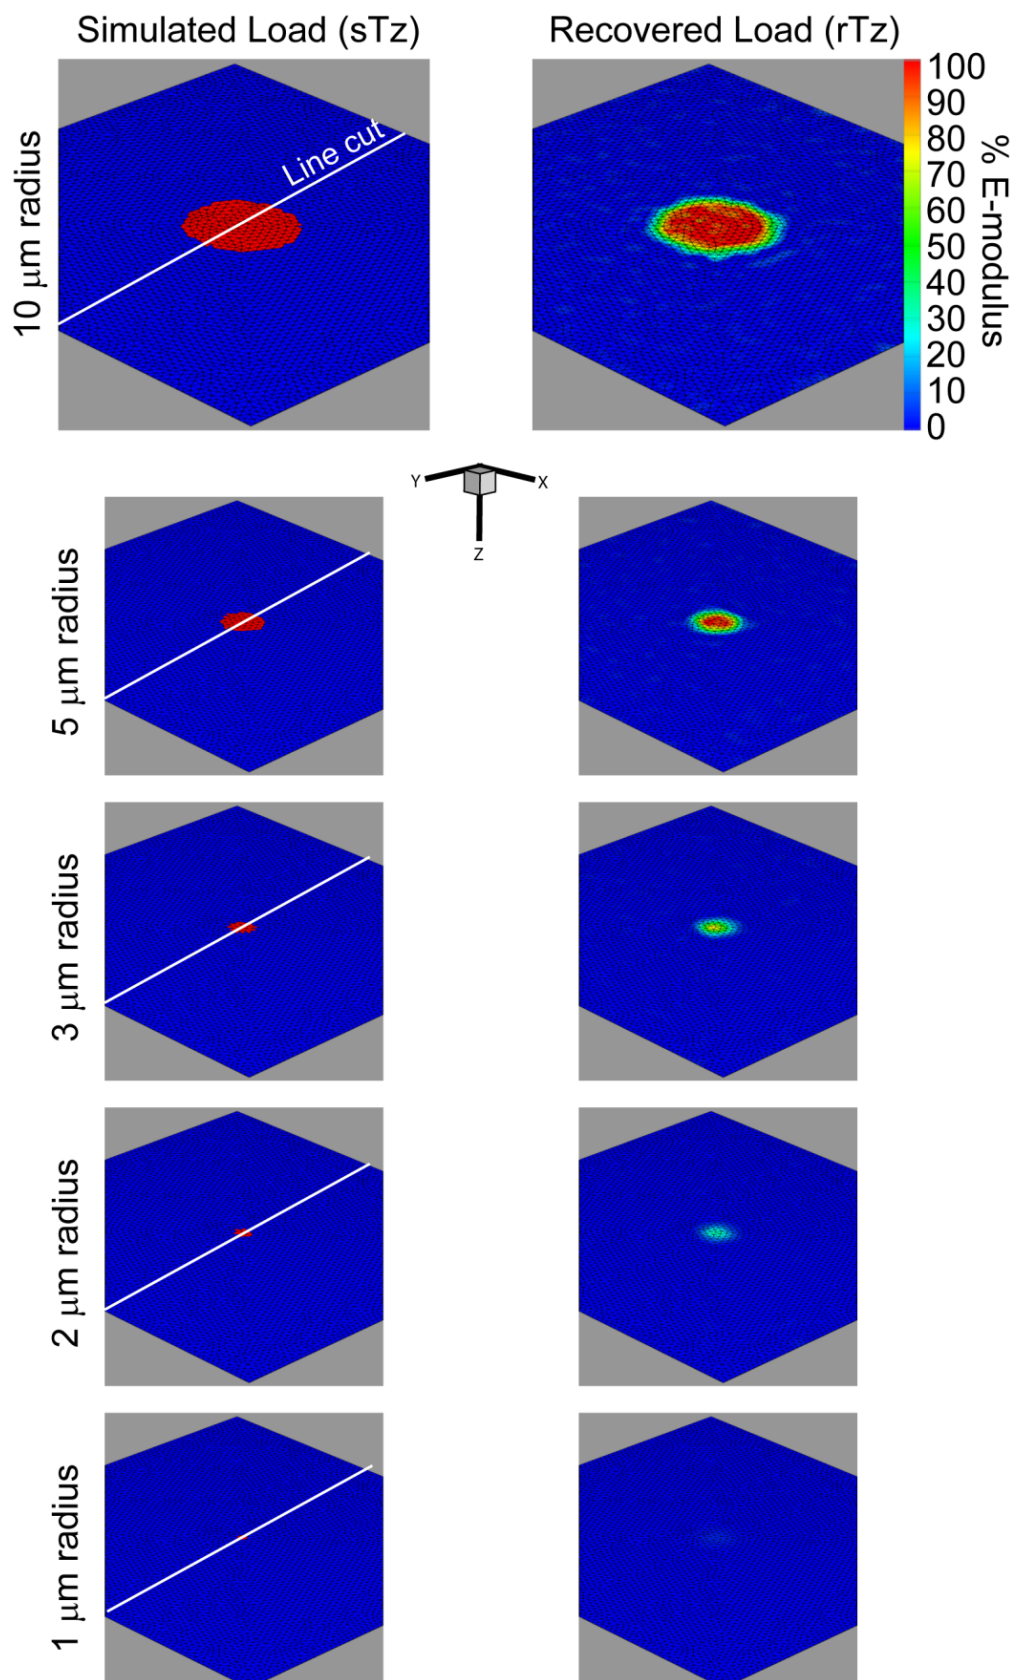 Simulated Load (sTz)
Recovered Load (rTz)
10 μm radius
Line cut
100
90
80
70
60
50
40
30
20
10
0
% E-modulus
Y
X
Z
5 μm radius
3 μm radius
2 μm radius
1 μm radius